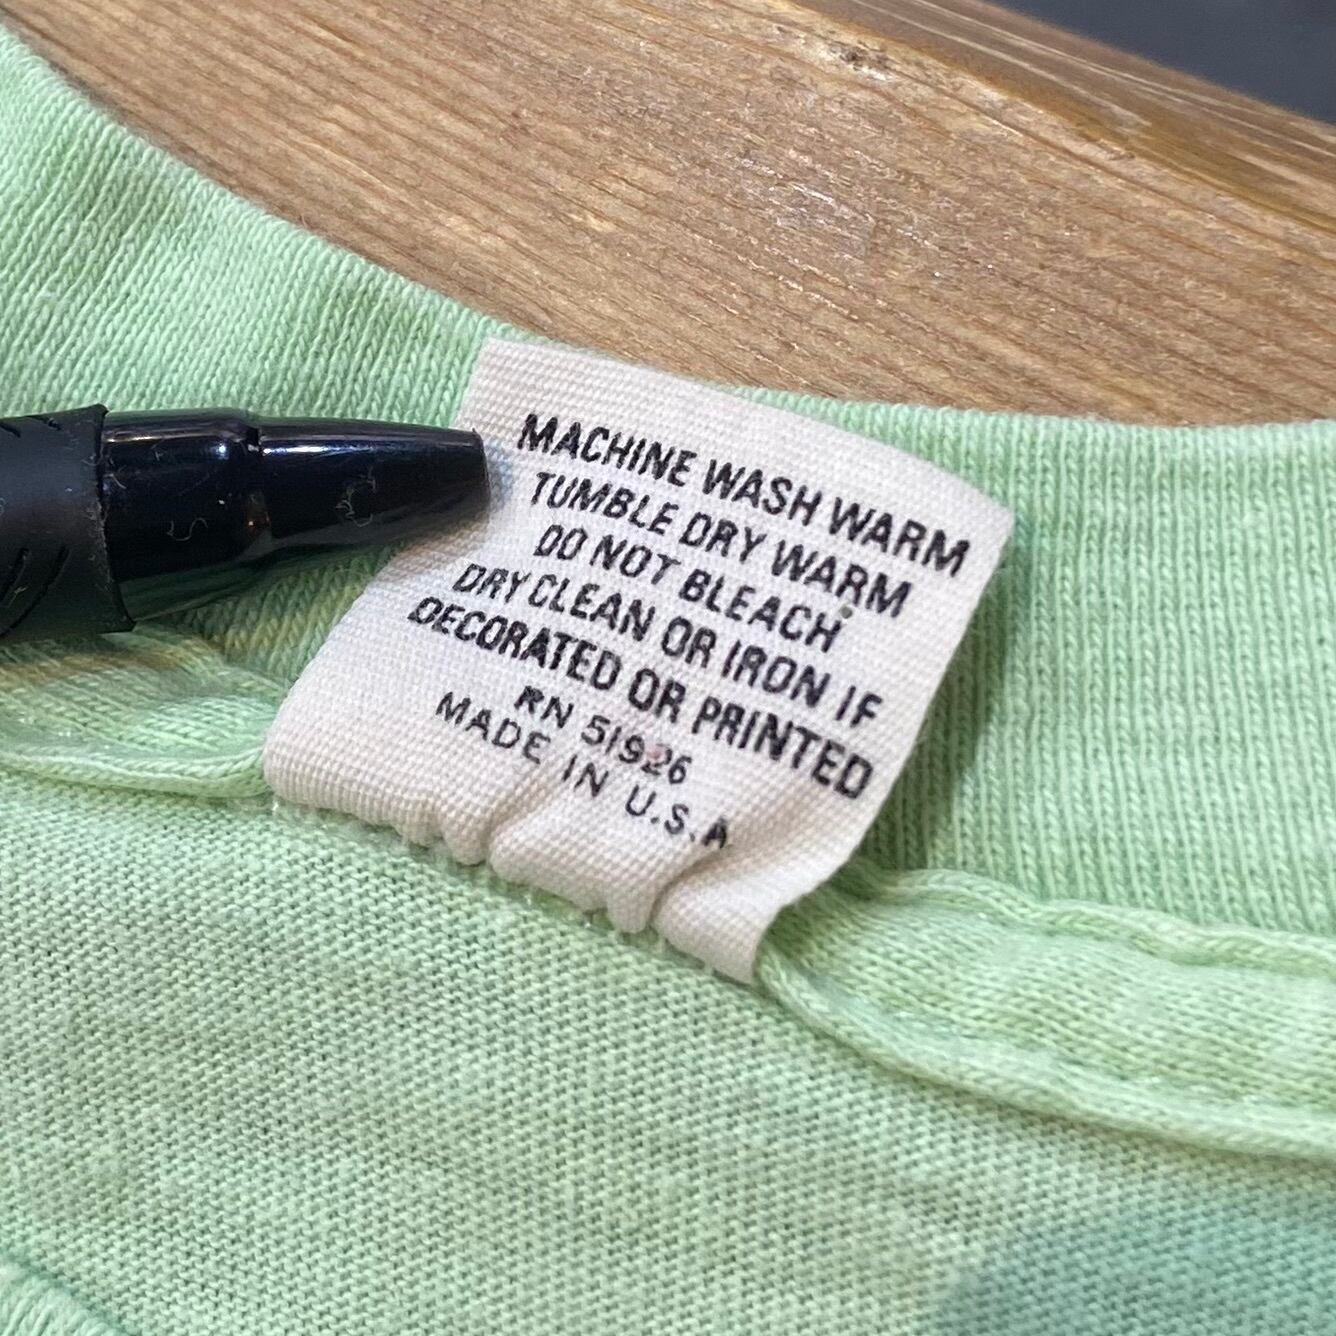 MACHINE WASH WARM
TUMBLE DRY WARM
DO NOT BLEACH
DRY CLEAN OR IRON IF
DECORATED OR PRINTED
RN 51926
MADE IN U.S.A